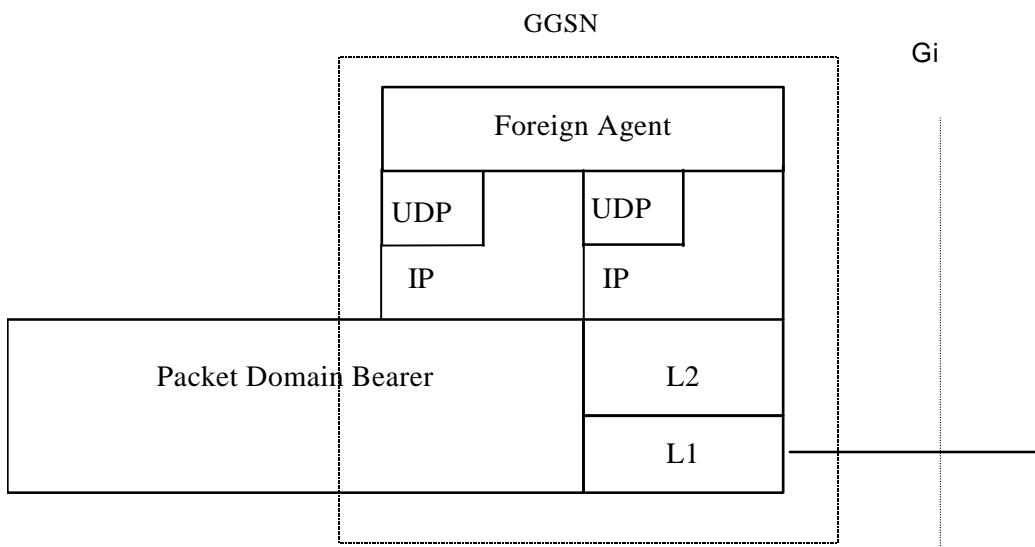 GGSN
Gi
Foreign Agent
UDP
UDP
IP
IP
Packet Domain Bearer
L2
L1